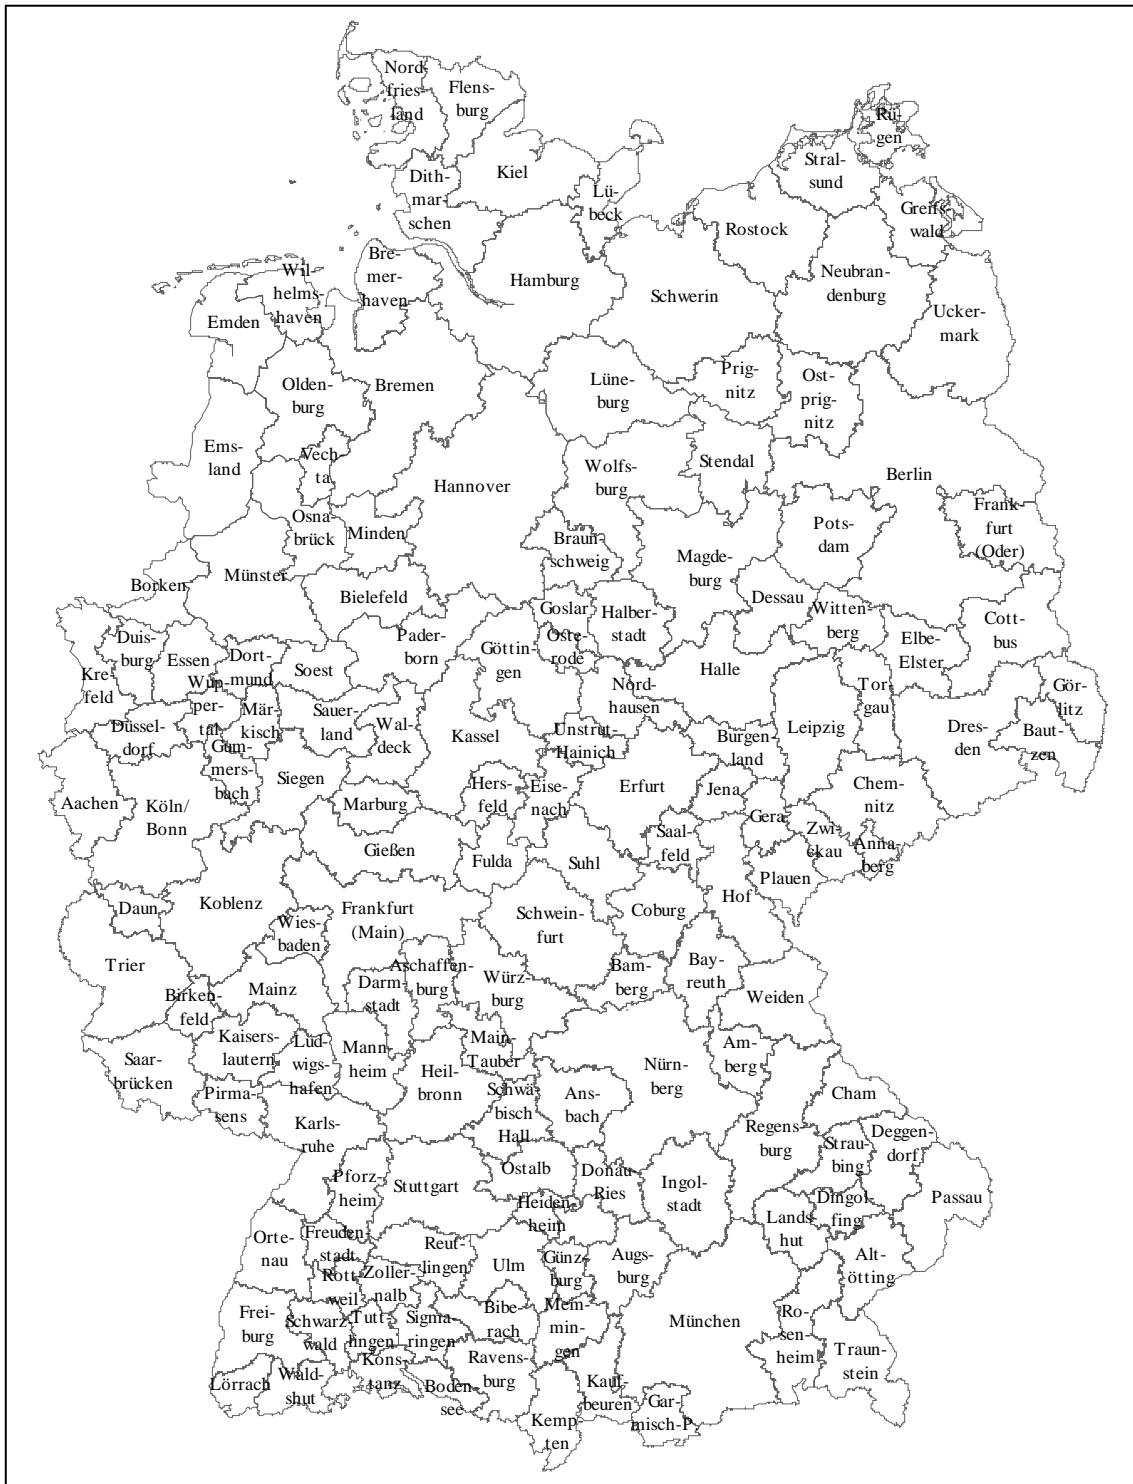 Nord-
fries-
land
Flens-
burg
Rü-
gen
Dith-
mar-
schen
Kiel
Lü-
beck
Stral-
sund
Greifs-
wald
Rostock
Bre-
mer-
haven
Wil-
helms-
haven
Hamburg
Schwerin
Neubran-
denburg
Emden
Ucker-
mark
Olden-
burg
Bremen
Lüne-
burg
Prig-
nitz
Ost-
prig-
nitz
Ems-
land
Vech-
ta
Hannover
Wolfs-
burg
Stendal
Berlin
Osna-
brück
Minden
Braun-
schweig
Magde-
burg
Pots-
dam
Frank-
furt
(Oder)
Borken
Münster
Bielefeld
Goslar
Halber-
stadt
Dessau
Witten-
berg
Cott-
bus
Duis-
burg
Essen
Dort-
mund
Soest
Pader-
born
Göttin-
gen
Oste-
rode
Halle
Elbe-
Elster
Kre-
feld
Wup-
per-
tal
Mär-
kisch
Sauer-
land
Wal-
deck
Kassel
Nord-
hausen
Leipzig
Tor-
gau
Dres-
den
Gör-
litz
Baut-
zen
Düssel-
dorf
Gum-
mers-
bach
Siegen
Unstrut-
Hainich
Burgen-
land
Aachen
Köln/
Bonn
Marburg
Hers-
feld
Eise-
nach
Erfurt
Jena
Gera
Chem-
nitz
Gießen
Fulda
Suhl
Saal-
feld
Zwi-
ckau
Anna-
berg
Plauen
Daun
Koblenz
Wies-
baden
Frankfurt
(Main)
Schwein-
furt
Coburg
Hof
Trier
Birken-
feld
Mainz
Darm-
stadt
Aschaffen-
burg
Würz-
burg
Bam-
berg
Bay-
reuth
Weiden
Saar-
brücken
Kaisers-
lautern
Lud-
wigs-
hafen
Mann-
heim
Heil-
bronn
Main-
Tauber
Nürn-
berg
Am-
berg
Pirma-
sens
Karls-
ruhe
Schwä-
bisch
Hall
Ans-
bach
Cham
Regens-
burg
Strau-
bing
Deggen-
dorf
Pforz-
heim
Stuttgart
Ostalb
Donau-
Ries
Ingol-
stadt
Passau
Heiden-
heim
Lands-
hut
Dingol-
fing
Orte-
nau
Freuden-
stadt
Reut-
lingen
Ulm
Günz-
burg
Augs-
burg
Alt-
ötting
Rott-
weil
Zoller-
nalb
Frei-
burg
Schwarz-
wald
Tutt-
lingen
Sigma-
ringen
Bibe-
rach
Mem-
min-
gen
München
Ro-
sen-
heim
Traun-
stein
Lörrach
Wald-
shut
Kons-
tanz
Boden-
see
Ravens-
burg
Kauf-
beuren
Kemp-
ten
Gar-
misch-P.